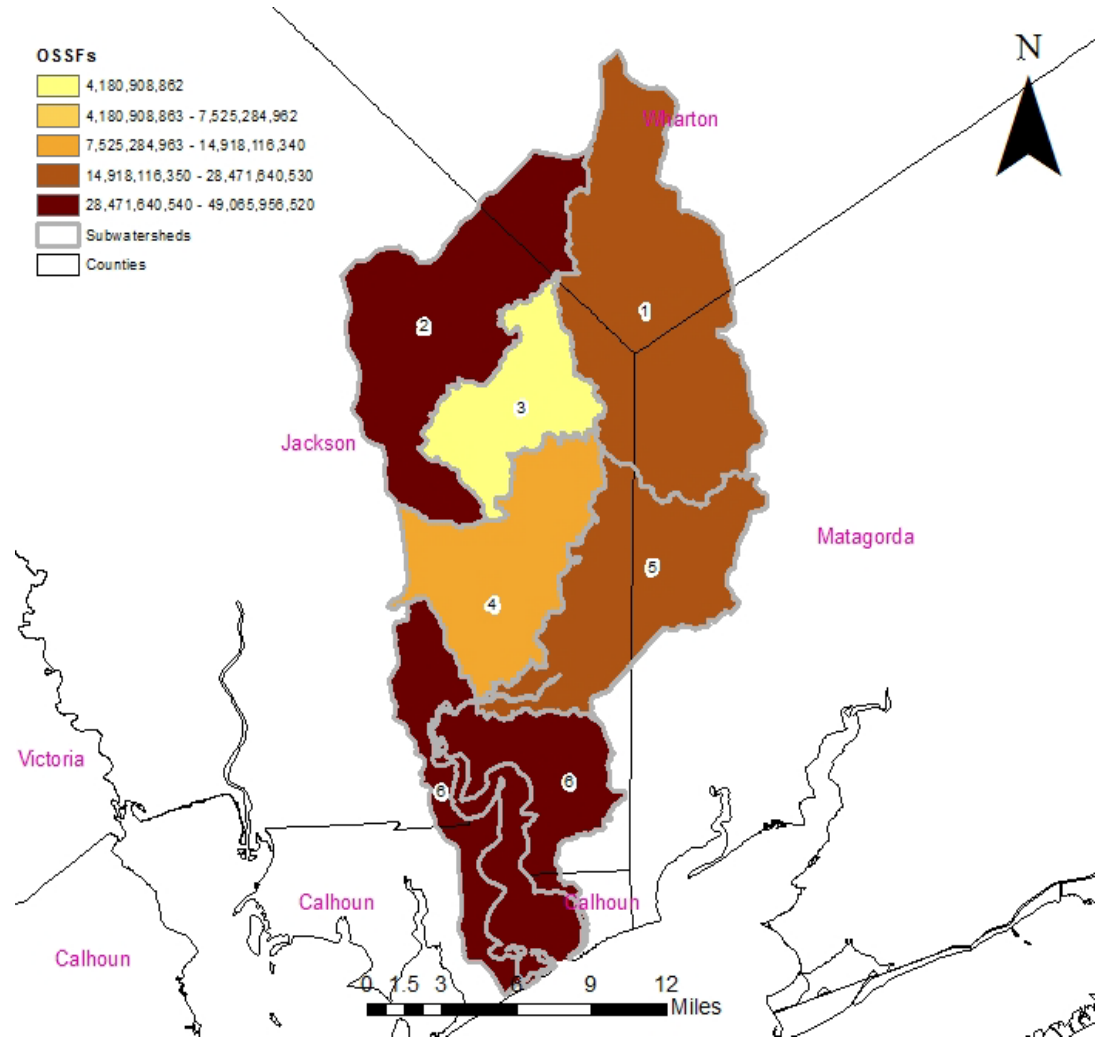 OSSFs
4,180,908,862
4,180,908,863 - 7,525,284,962
7,525,284,963 - 14,918,116,340
14,918,116,350 - 28,471,640,530
28,471,640,540 - 49,065,956,520
Subwatersheds
Counties
N
Wharton
1
2
3
Jackson
Matagorda
5
4
Victoria
6
6
Calhoun
Calhoun
Calhoun
0 1.5 3 6 9 12
Miles